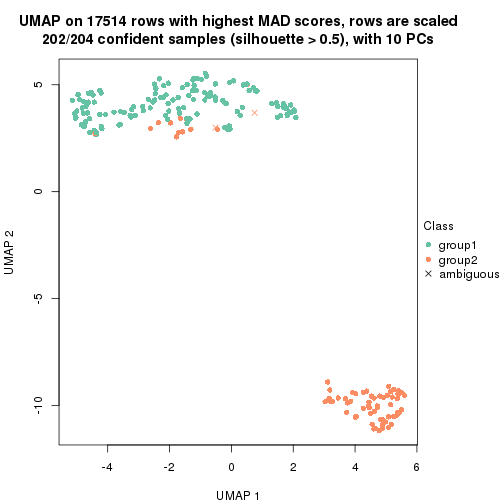 UMAP on 17514 rows with highest MAD scores, rows are scaled
202/204 confident samples (silhouette > 0.5), with 10 PCs
5
0
-5
-10
UMAP 2
-4
-2
0
2
4
6
UMAP 1
Class
group1
group2
ambiguous